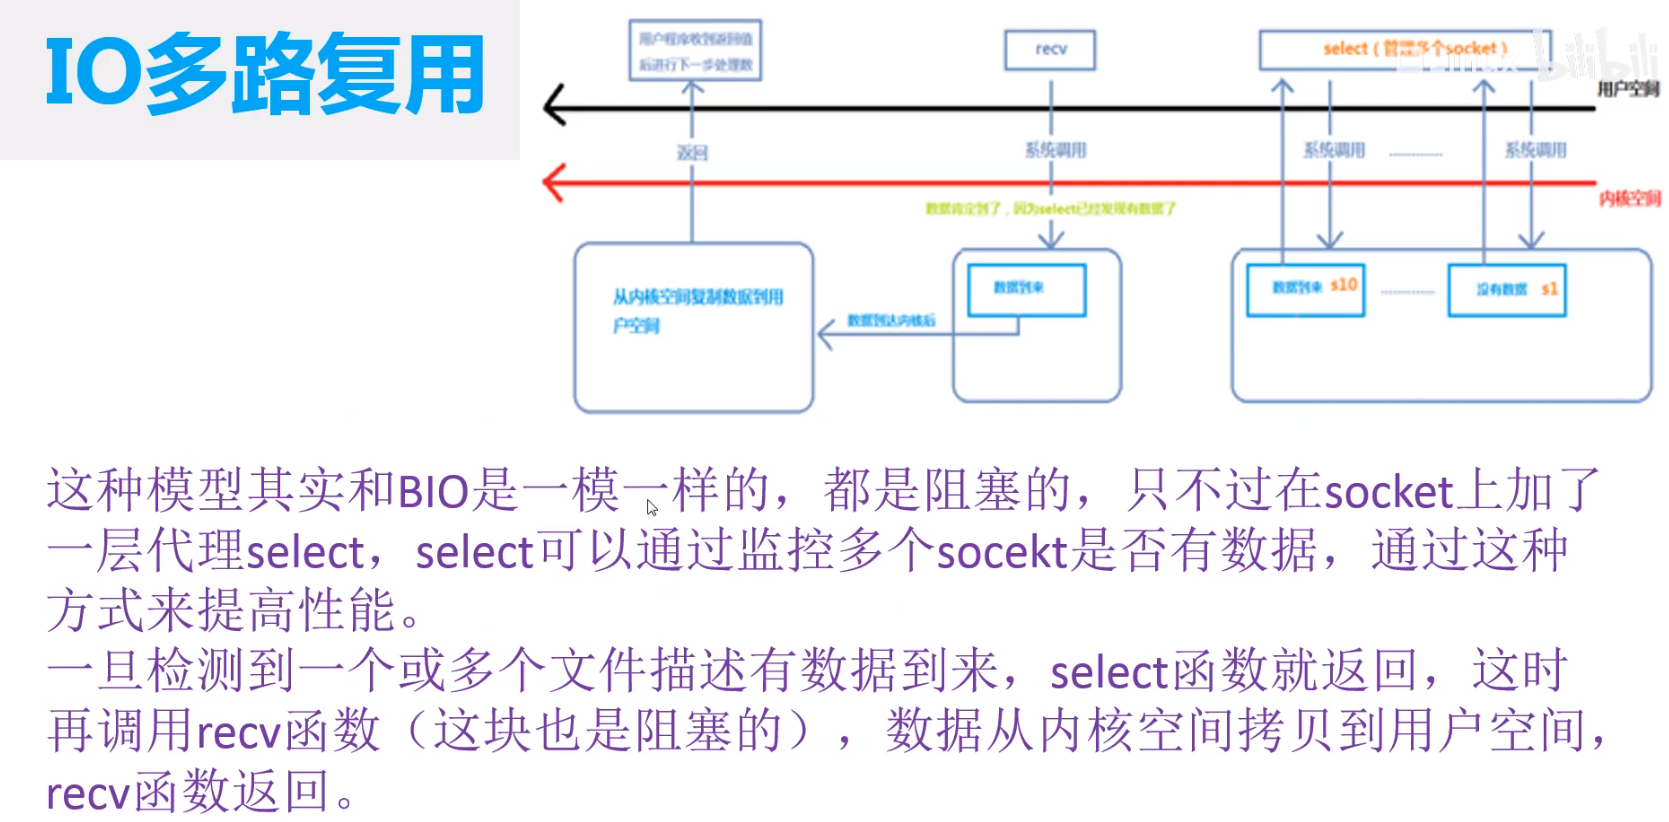 IO多路复用
用户程序收到返回值
后进行下一步处理数
recv
select（管理多个socket）
bilibili
用户空间
返回
系统调用
系统调用
系统调用
内核空间
数据肯定到了，因为select已经发现有数据了
从内核空间复制数据到用
户空间
数据到达内核后
数据到来
数据到来 s10
没有数据 s1
这种模型其实和BIO是一模一样的，都是阻塞的，只不过在socket上加了
一层代理select，select可以通过监控多个socekt是否有数据，通过这种
方式来提高性能。
一旦检测到一个或多个文件描述有数据到来，select函数就返回，这时
再调用recv函数（这块也是阻塞的），数据从内核空间拷贝到用户空间，
recv函数返回。